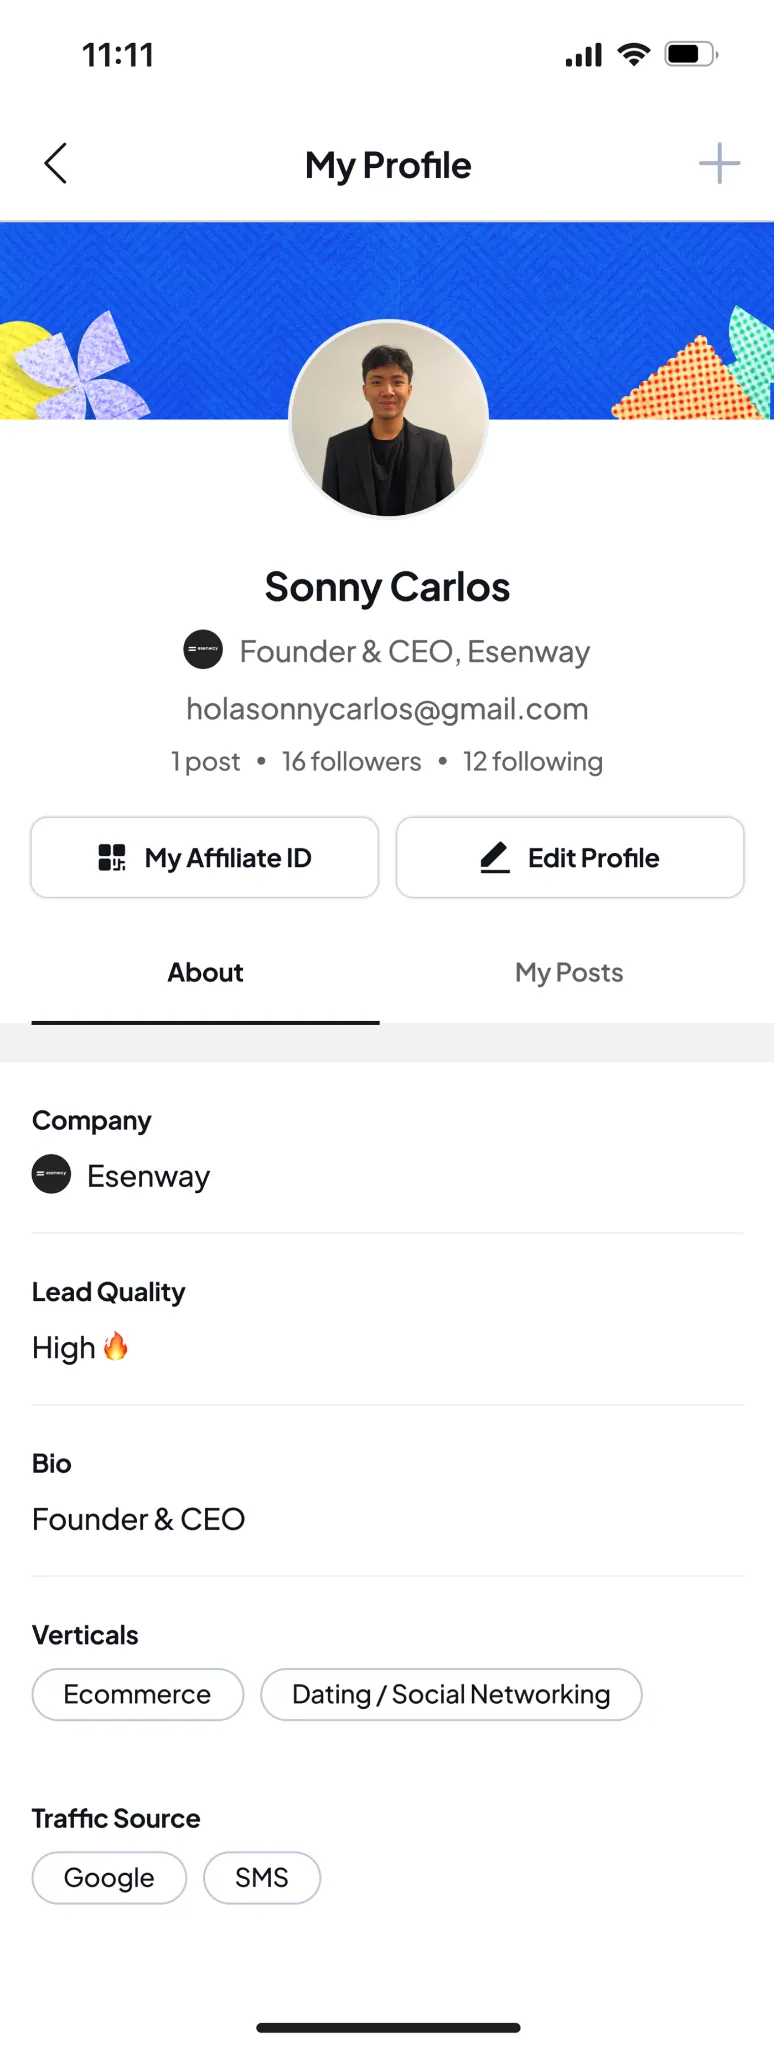 11:11
My Profile
Sonny Carlos
esenway Founder & CEO, Esenway
holasonnycarlos@gmail.com
1 post • 16 followers • 12 following
My Affiliate ID Edit Profile
About My Posts
Company
esenway Esenway
Lead Quality
High 🔥
Bio
Founder & CEO
Verticals
Ecommerce Dating / Social Networking
Traffic Source
Google SMS